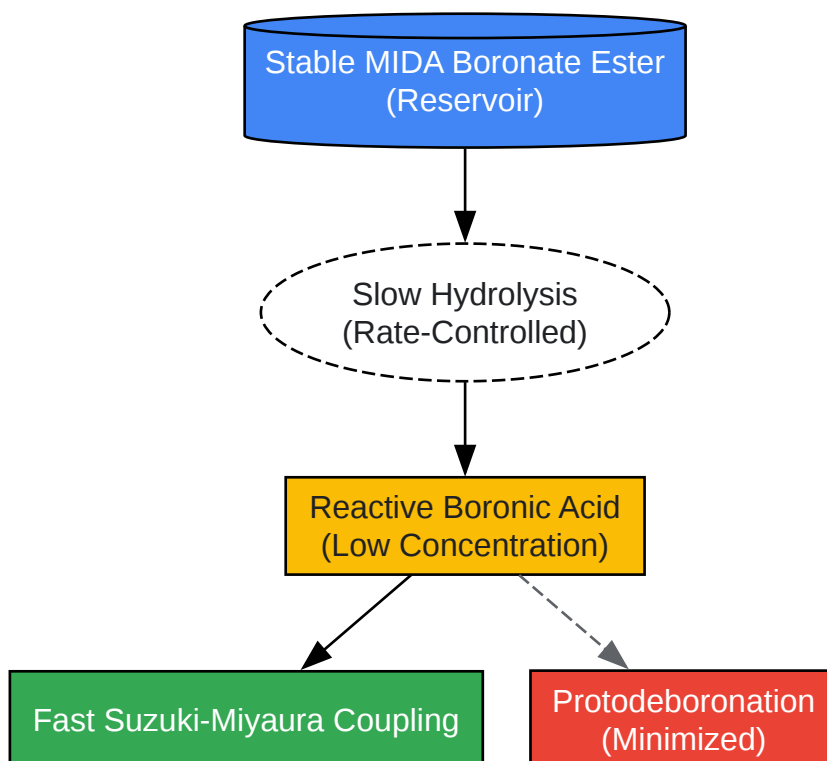 Stable MIDA Boronate Ester
(Reservoir)
Slow Hydrolysis
(Rate-Controlled)
Reactive Boronic Acid
(Low Concentration)
Fast Suzuki-Miyaura Coupling
Protodeboronation
(Minimized)